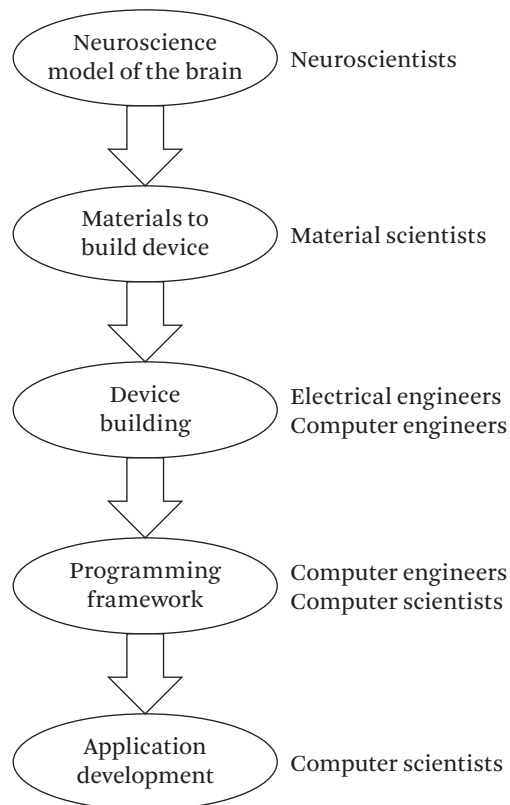 Neuroscience
model of the brain
Neuroscientists
Materials to
build device
Material scientists
Device
building
Electrical engineers
Computer engineers
Programming
framework
Computer engineers
Computer scientists
Application
development
Computer scientists